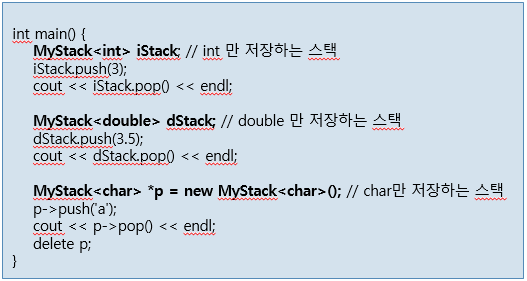 int main() {
MyStack<int> iStack; // int 만 저장하는 스택
iStack.push(3);
cout << iStack.pop() << endl;
MyStack<double> dStack; // double 만 저장하는 스택
dStack.push(3.5);
cout << dStack.pop() << endl;
MyStack<char> *p = new MyStack<char>(); // char만 저장하는 스택
p->push('a');
cout << p->pop() << endl;
delete p;
}